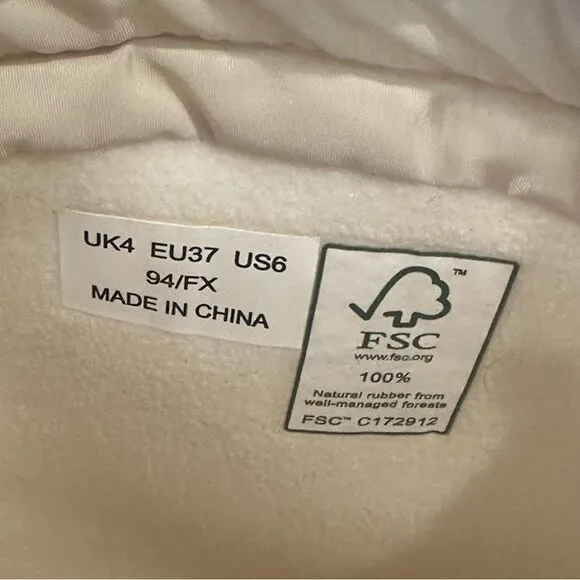 UK4 EU37 US6
94/FX
MADE IN CHINA
™
FSC
www.fsc.org
100%
Natural rubber from
well-managed forests
FSC™ C172912